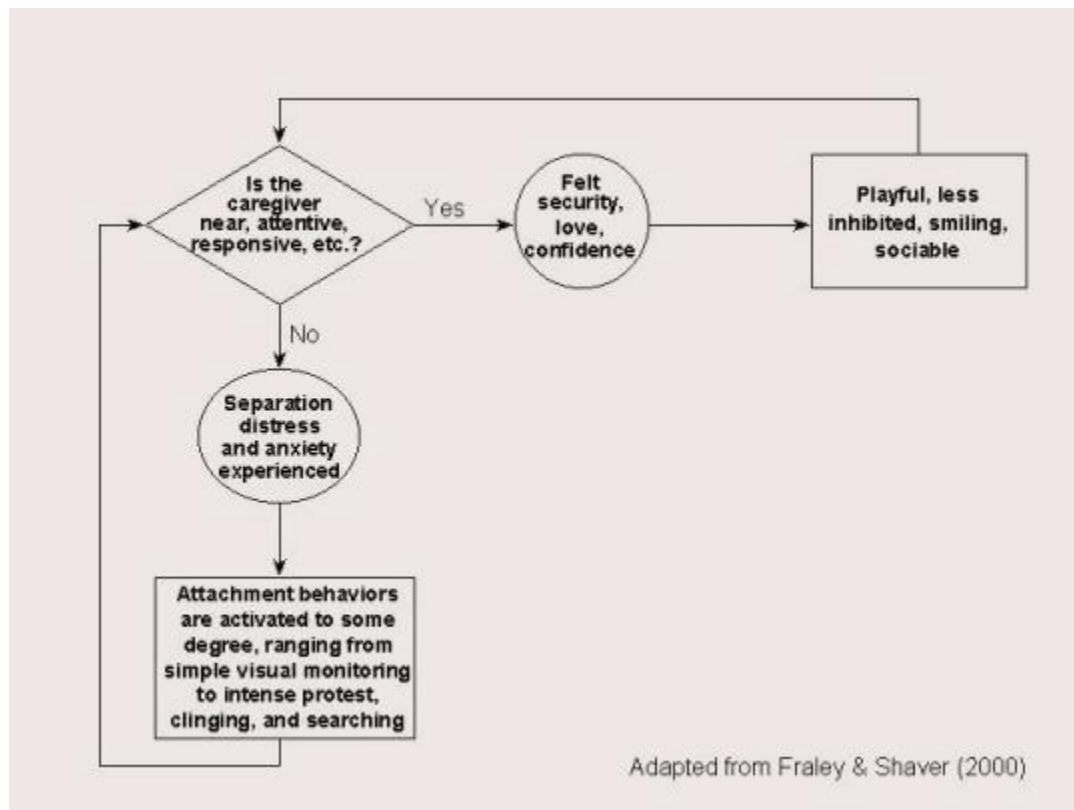 Is the
caregiver
near, attentive,
responsive, etc.?
Yes
Felt
security,
love,
confidence
Playful, less
inhibited, smiling,
sociable
No
Separation
distress
and anxiety
experienced
Attachment behaviors
are activated to some
degree, ranging from
simple visual monitoring
to intense protest,
clinging, and searching
Adapted from Fraley & Shaver (2000)